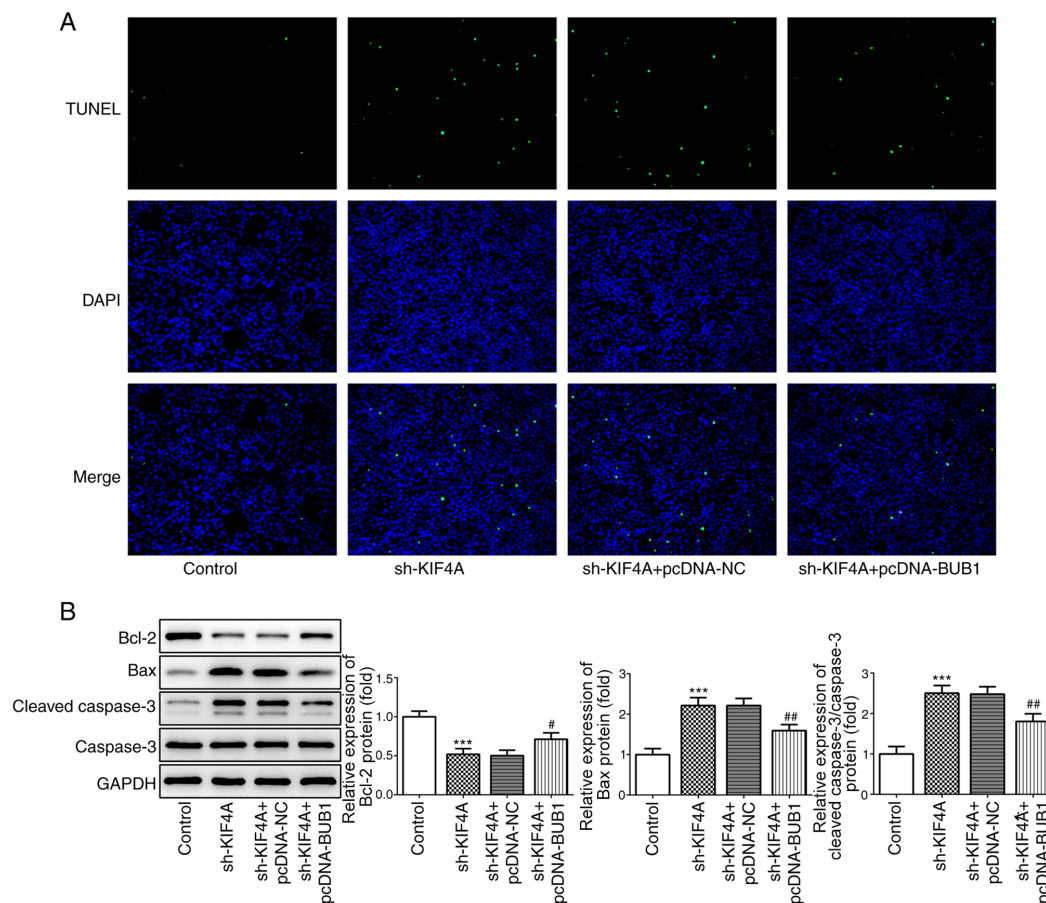 A
TUNEL
DAPI
Merge
Control
sh-KIF4A
sh-KIF4A+pcDNA-NC
sh-KIF4A+pcDNA-BUB1
B
Bcl-2
Bax
Cleaved caspase-3
Caspase-3
GAPDH
Control
sh-KIF4A
sh-KIF4A+
pcDNA-NC
sh-KIF4A+
pcDNA-BUB1
Relative expression of
Bcl-2 protein (fold)
1.5
1.0
0.5
0.0
***
#
Control
sh-KIF4A
sh-KIF4A+
pcDNA-NC
sh-KIF4A+
pcDNA-BUB1
Relative expression of
Bax protein (fold)
3
2
1
0
***
##
Control
sh-KIF4A
sh-KIF4A+
pcDNA-NC
sh-KIF4A+
pcDNA-BUB1
Relative expression of
cleaved caspase-3/caspase-3
protein (fold)
3
2
1
0
***
##
Control
sh-KIF4A
sh-KIF4A+
pcDNA-NC
sh-KIF4A+
pcDNA-BUB1